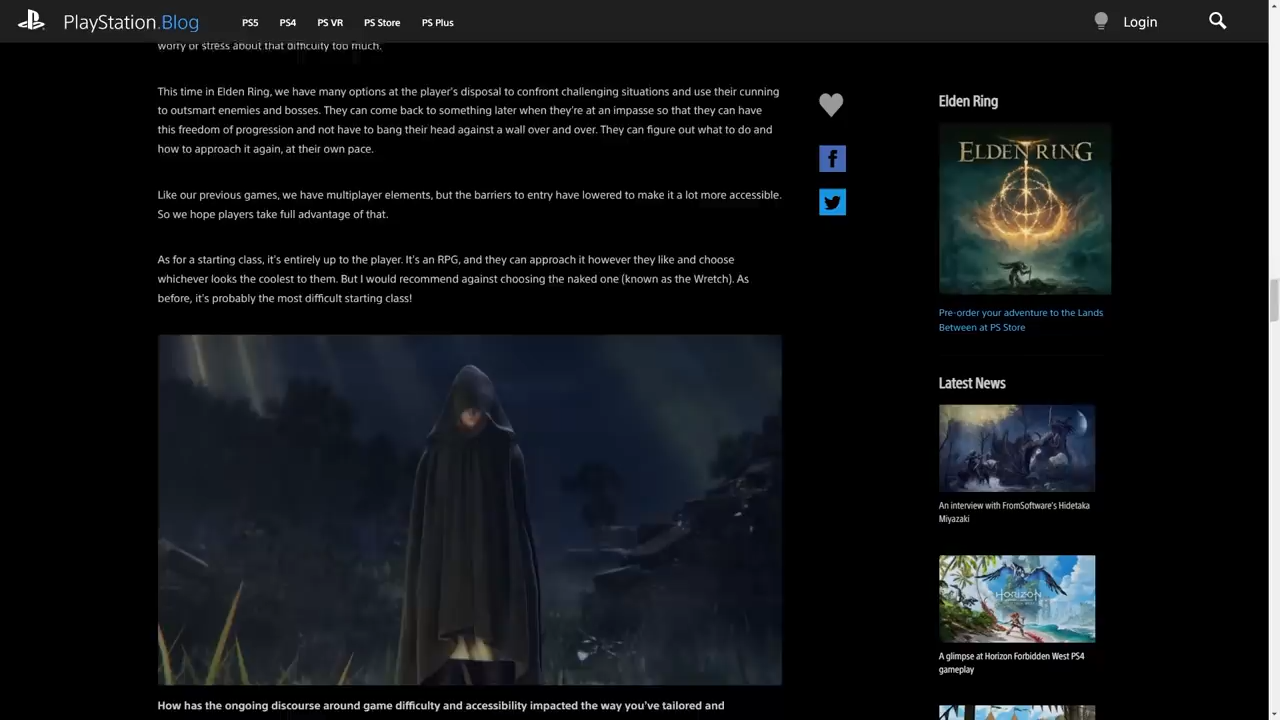 PlayStation.Blog
PS5
PS4
PS VR
PS Store
PS Plus
Login
worry or stress about that difficulty too much.
This time in Elden Ring, we have many options at the player's disposal to confront challenging situations and use their cunning
to outsmart enemies and bosses. They can come back to something later when they're at an impasse so that they can have
this freedom of progression and not have to bang their head against a wall over and over. They can figure out what to do and
how to approach it again, at their own pace.
Like our previous games, we have multiplayer elements, but the barriers to entry have lowered to make it a lot more accessible.
So we hope players take full advantage of that.
As for a starting class, it's entirely up to the player. It's an RPG, and they can approach it however they like and choose
whichever looks the coolest to them. But I would recommend against choosing the naked one (known as the Wretch). As
before, it's probably the most difficult starting class!
How has the ongoing discourse around game difficulty and accessibility impacted the way you've tailored and
Elden Ring
ELDEN RING
Pre-order your adventure to the Lands
Between at PS Store
Latest News
An interview with FromSoftware's Hidetaka
Miyazaki
HORIZON
A glimpse at Horizon Forbidden West PS4
gameplay